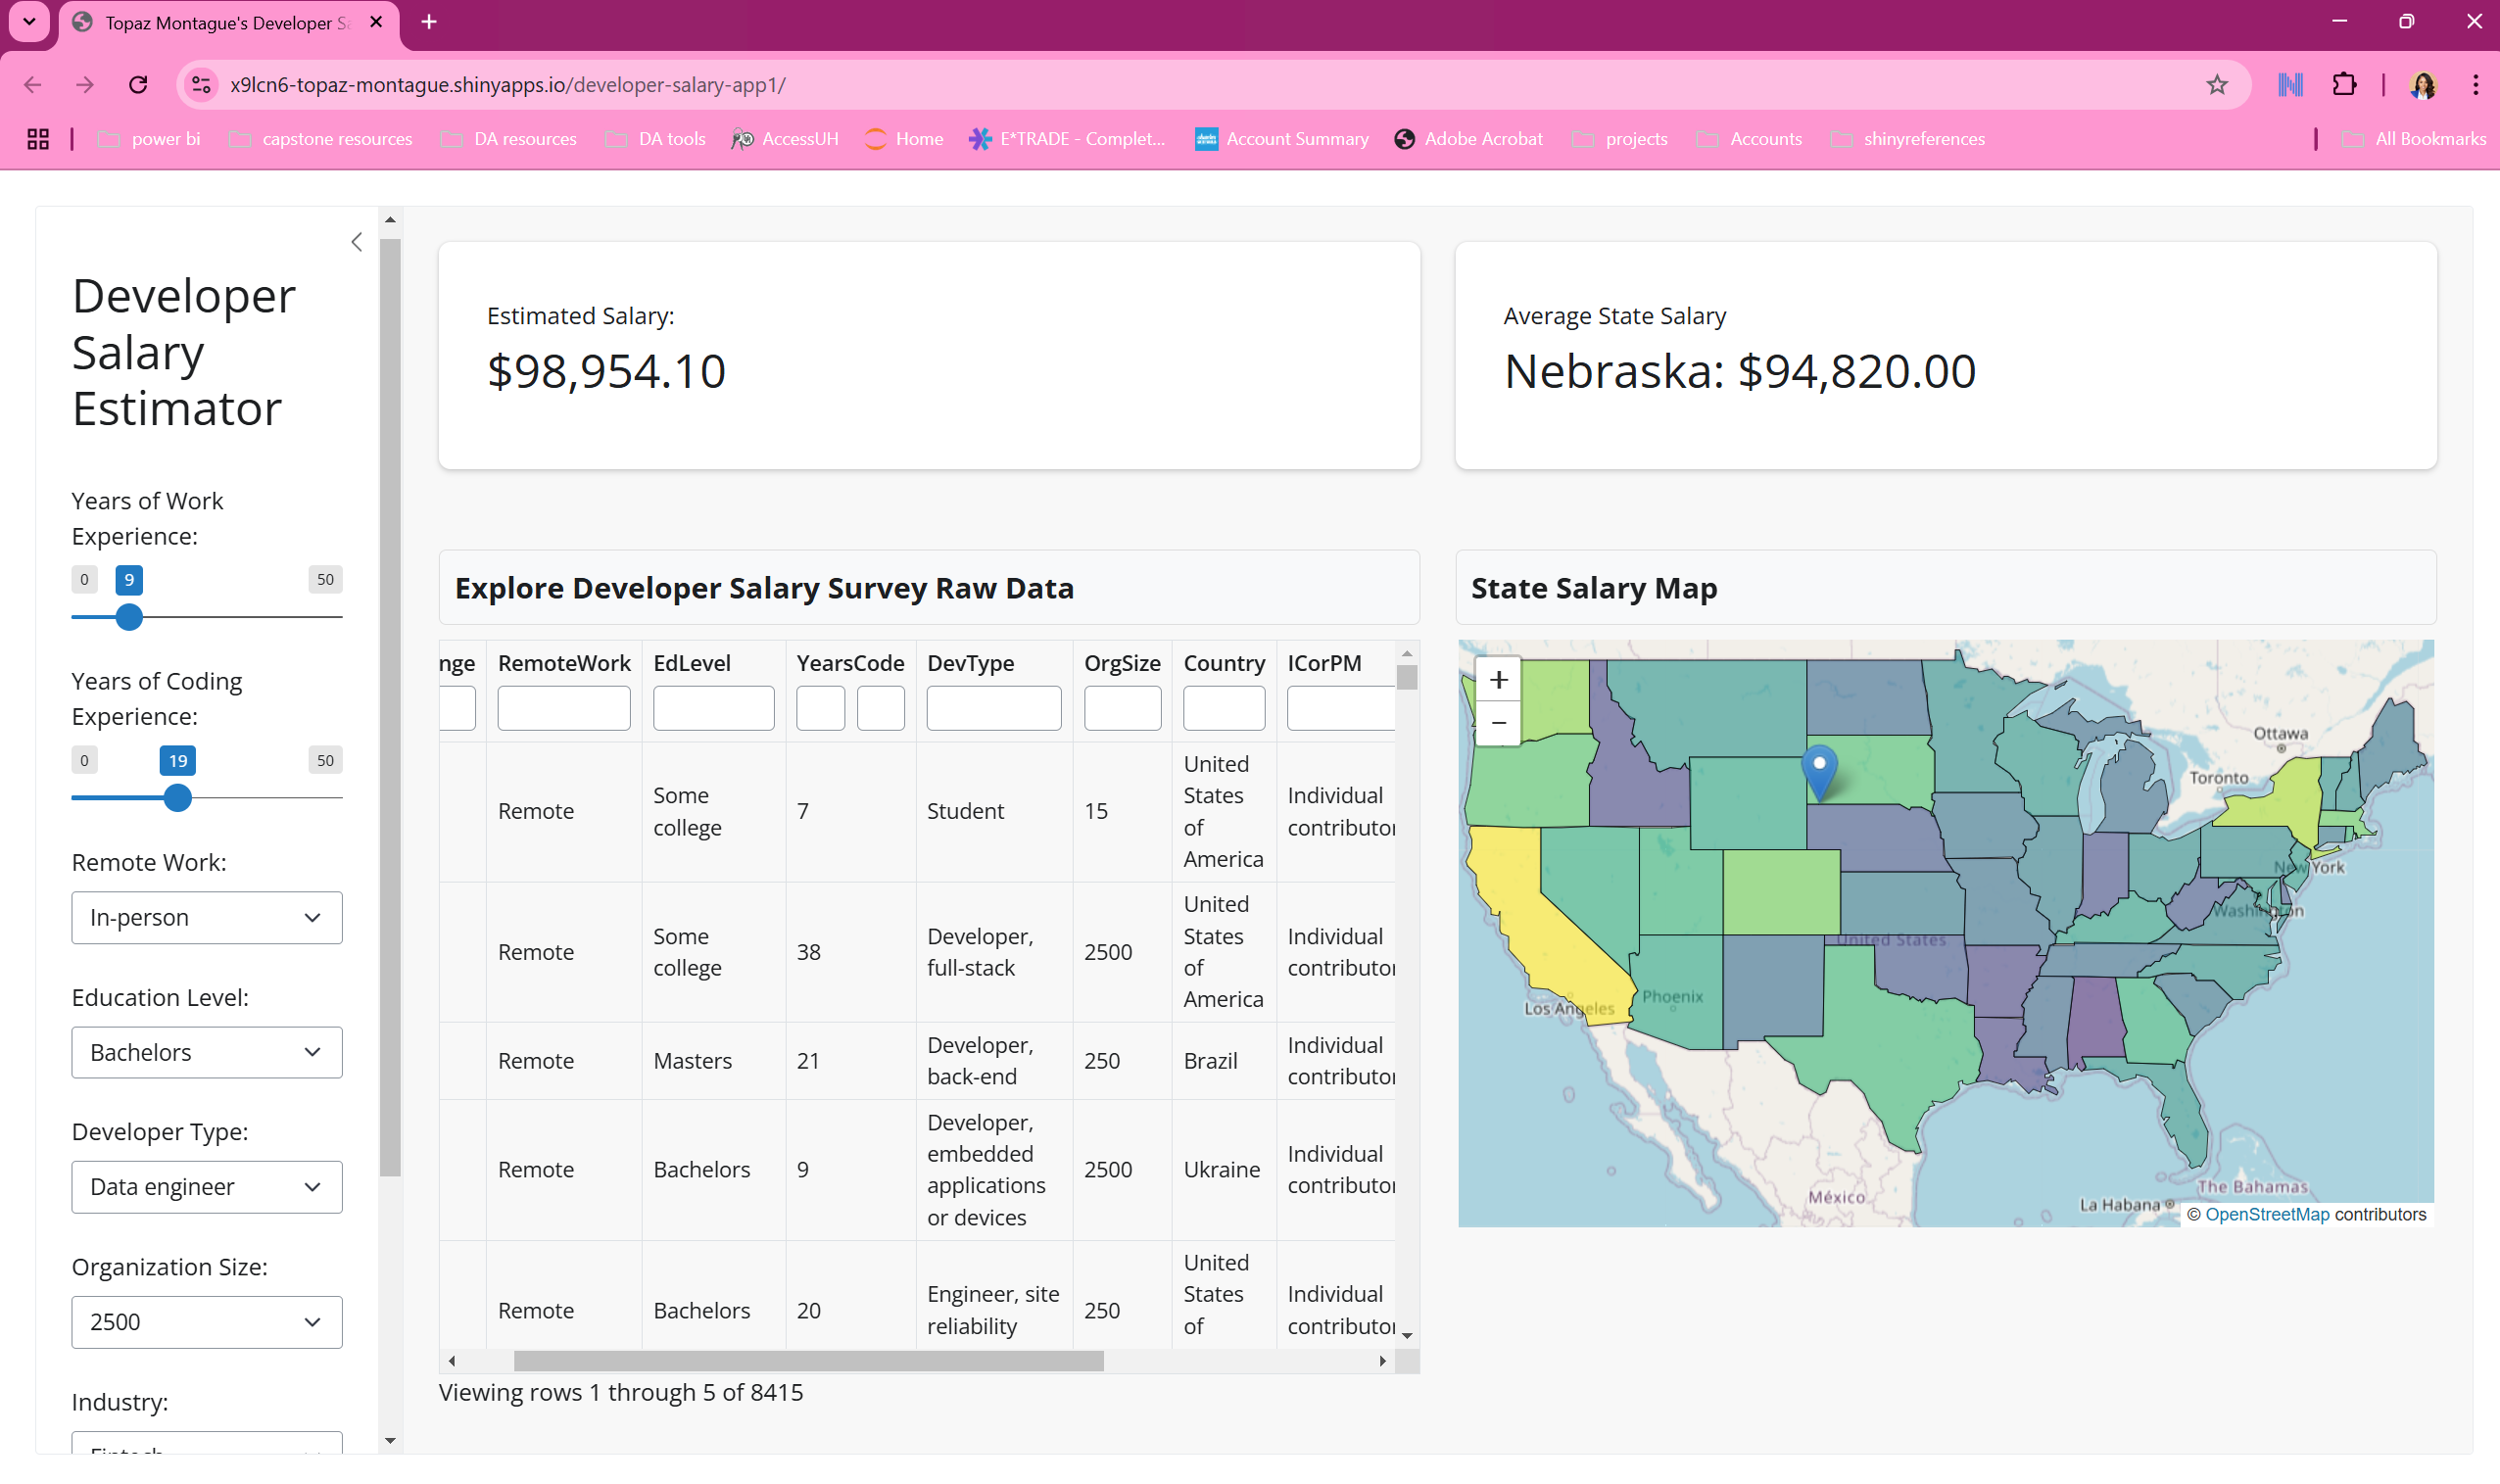 Topaz Montague's Developer Sa
x9lcn6-topaz-montague.shinyapps.io/developer-salary-app1/
power bi
capstone resources
DA resources
DA tools
AccessUH
Home
E*TRADE - Complet...
Account Summary
Adobe Acrobat
projects
Accounts
shinyreferences
All Bookmarks
Developer
Salary
Estimator
Years of Work
Experience:
0 9 50
Years of Coding
Experience:
0 19 50
Remote Work:
In-person
Education Level:
Bachelors
Developer Type:
Data engineer
Organization Size:
2500
Industry:
Fintech
Estimated Salary:
$98,954.10
Average State Salary
Nebraska: $94,820.00
Explore Developer Salary Survey Raw Data
nge RemoteWork EdLevel YearsCode DevType OrgSize Country ICorPM
Remote Some college 7 Student 15 United States of America Individual contributor
Remote Some college 38 Developer, full-stack 2500 United States of America Individual contributor
Remote Masters 21 Developer, back-end 250 Brazil Individual contributor
Remote Bachelors 9 Developer, embedded applications or devices 2500 Ukraine Individual contributor
Remote Bachelors 20 Engineer, site reliability 250 United States of Individual contributor
Viewing rows 1 through 5 of 8415
State Salary Map
+
−
Ottawa
Toronto
New York
Washington
United States
Los Angeles
Phoenix
México
La Habana
The Bahamas
© OpenStreetMap contributors